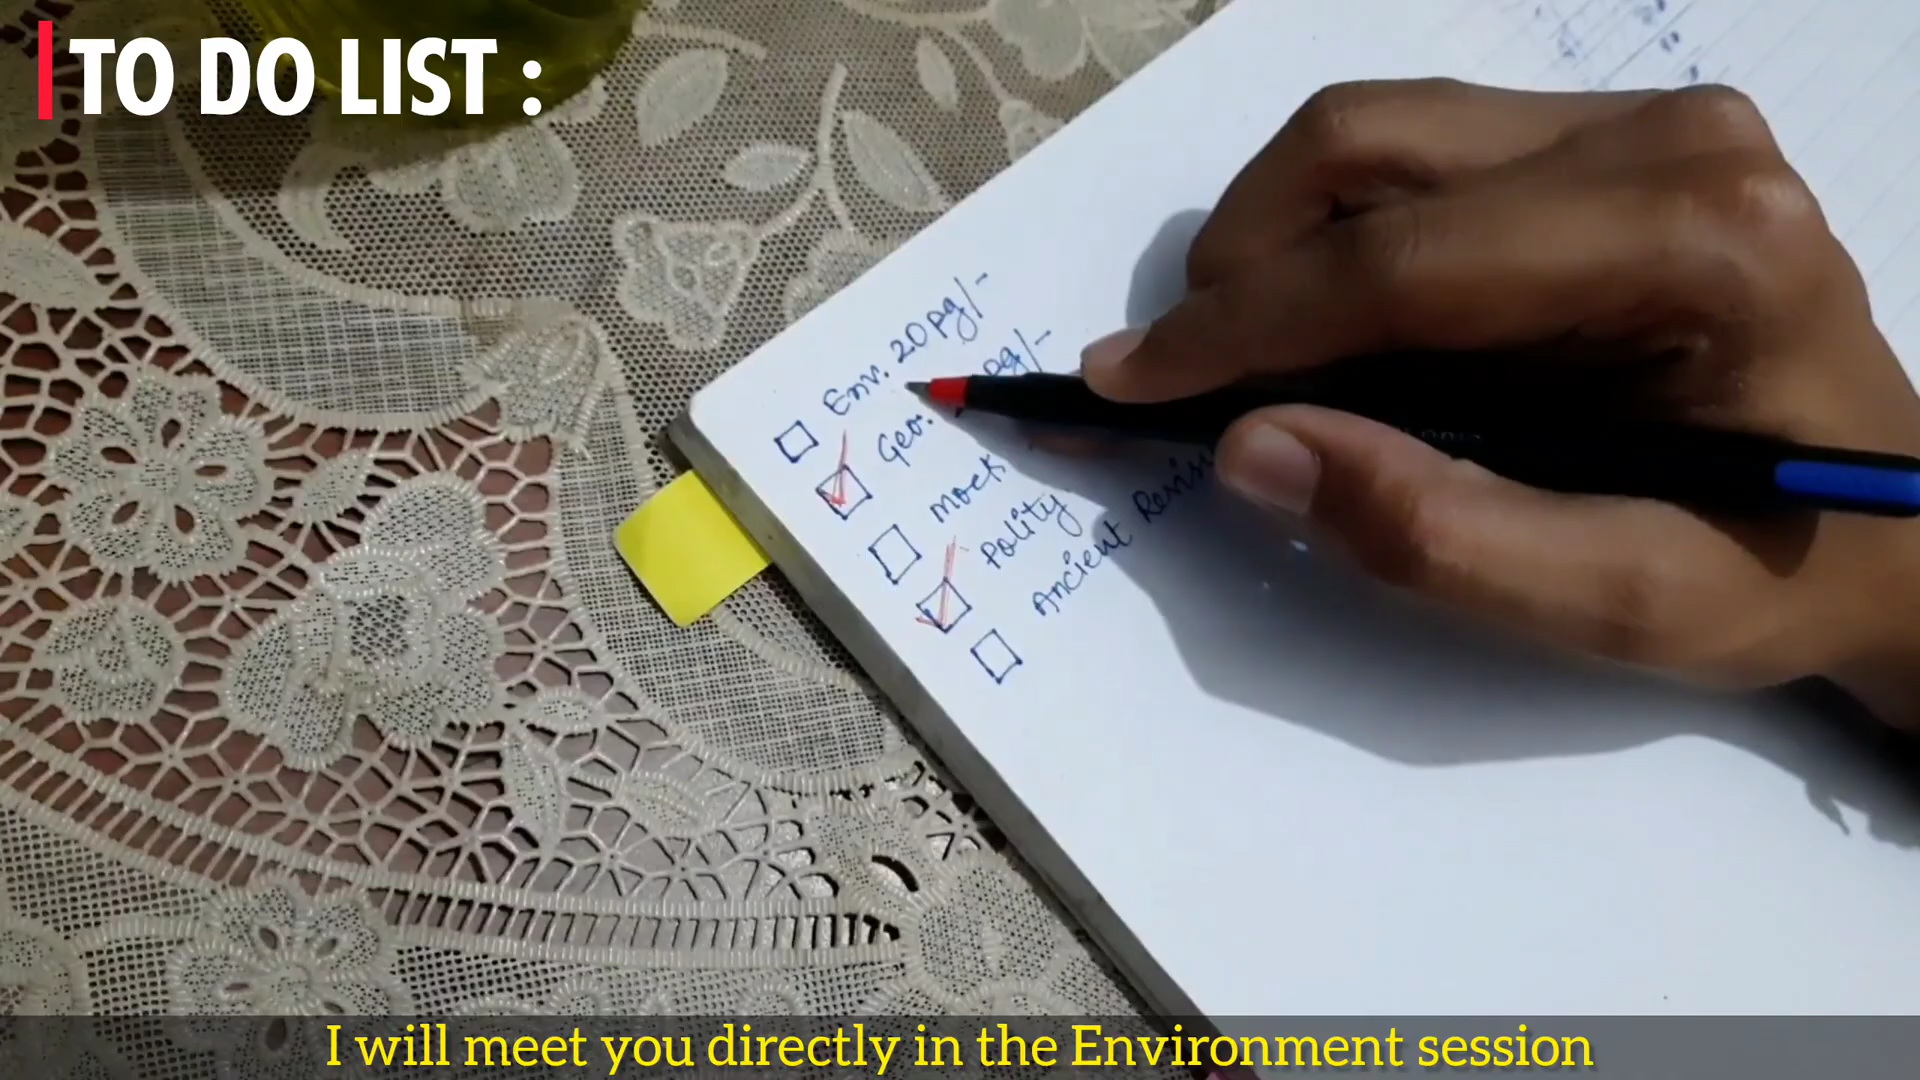 TO DO LIST :
Env. 20 pg/-
Geo. pg/-
Mock
Polity
Ancient
I will meet you directly in the Environment session